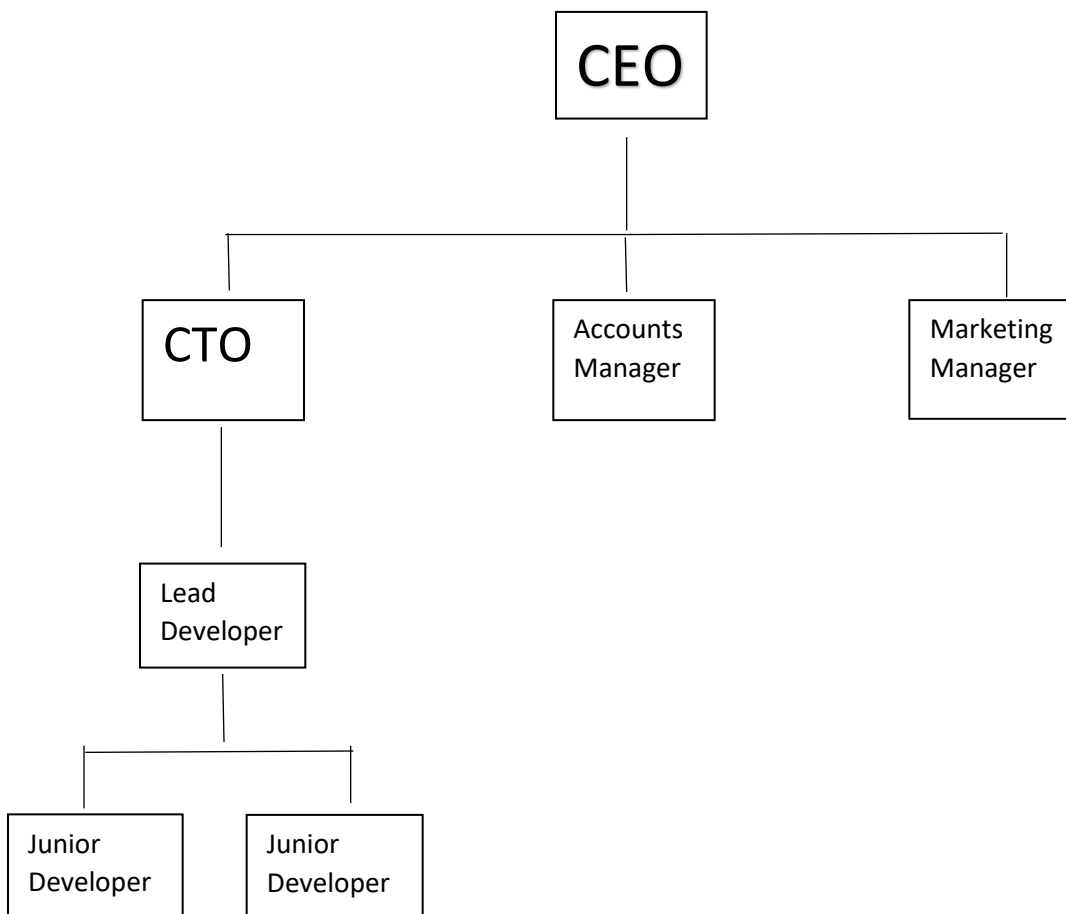 CEO
CTO
Accounts
Manager
Marketing
Manager
Lead
Developer
Junior
Developer
Junior
Developer